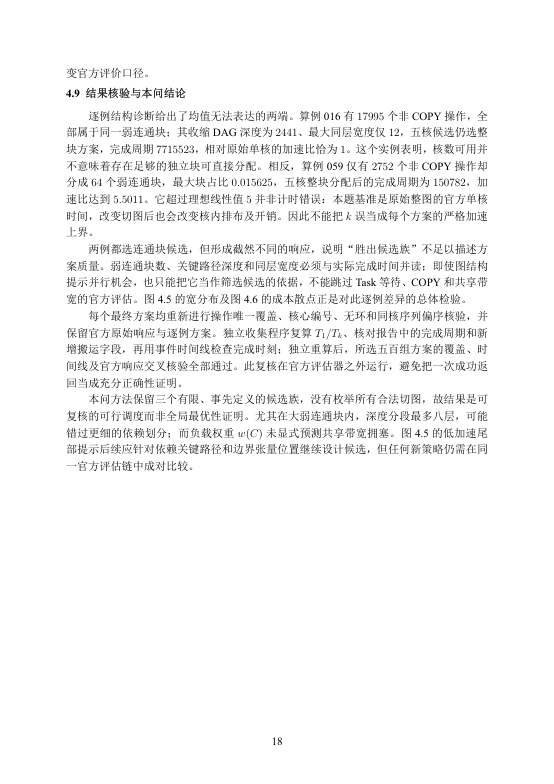 变官方评价口径。
4.9 结果核验与本问结论
逐例结构诊断给出了均值无法表达的两端。算例 016 有 17995 个非 COPY 操作，全
部属于同一弱连通块；其收缩 DAG 深度为 2441、最大同层宽度仅 12，五核候选仍选整
块方案，完成周期 7715523，相对原始单核的加速比恰为 1。这个实例表明，核数可用并
不意味着存在足够的独立块可直接分配。相反，算例 059 仅有 2752 个非 COPY 操作却
分成 64 个弱连通块，最大块占比 0.015625，五核整块分配后的完成周期为 150782，加
速比达到 5.5011。它超过理想线性值 5 并非计时错误：本题基准是原始整图的官方单核
时间，改变切图后也会改变核内排布及开销。因此不能把 k 误当成每个方案的严格加速
上界。
两例都选连通块候选，但形成截然不同的响应，说明“胜出候选族”不足以描述方
案质量。弱连通块数、关键路径深度和同层宽度必须与实际完成时间并读；即使图结构
提示并行机会，也只能把它当作筛选候选的依据，不能跳过 Task 等待、COPY 和共享带
宽的官方评估。图 4.5 的宽分布及图 4.6 的成本散点正是对此逐例差异的总体检验。
每个最终方案均重新进行操作唯一覆盖、核心编号、无环和同核序列偏序核验，并
保留官方原始响应与逐例方案。独立收集程序复算 T₁/Tₖ、核对报告中的完成周期和新
增搬运字段，再用事件时间线检查完成时刻；独立重算后，所选五百组方案的覆盖、时
间线及官方响应交叉核验全部通过。此复核在官方评估器之外运行，避免把一次成功返
回当成充分正确性证明。
本问方法保留三个有限、事先定义的候选族，没有枚举所有合法切图，故结果是可
复核的可行调度而非全局最优性证明。尤其在大弱连通块内，深度分段最多八层，可能
错过更细的依赖划分；而负载权重 w(C) 未显式预测共享带宽拥塞。图 4.5 的低加速尾
部提示后续应针对依赖关键路径和边界张量位置继续设计候选，但任何新策略仍需在同
一官方评估链中成对比较。
18